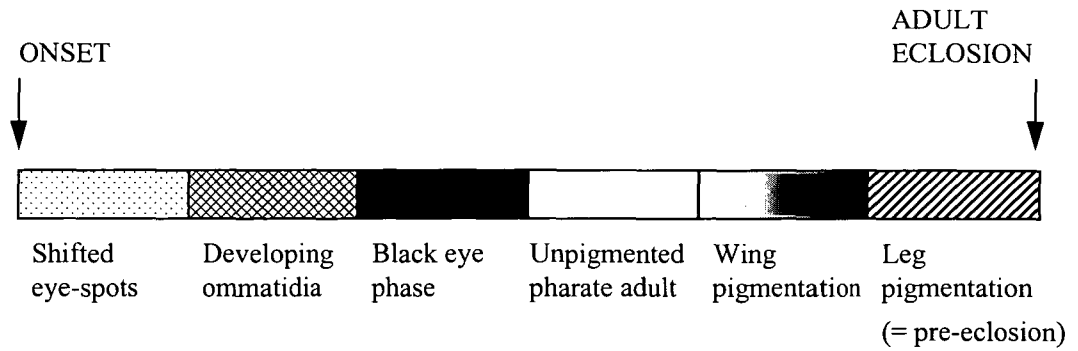 ONSET
ADULT
ECLOSION
Shifted
eye-spots
Developing
ommatidia
Black eye
phase
Unpigmented
pharate adult
Wing
pigmentation
Leg
pigmentation
(= pre-eclosion)